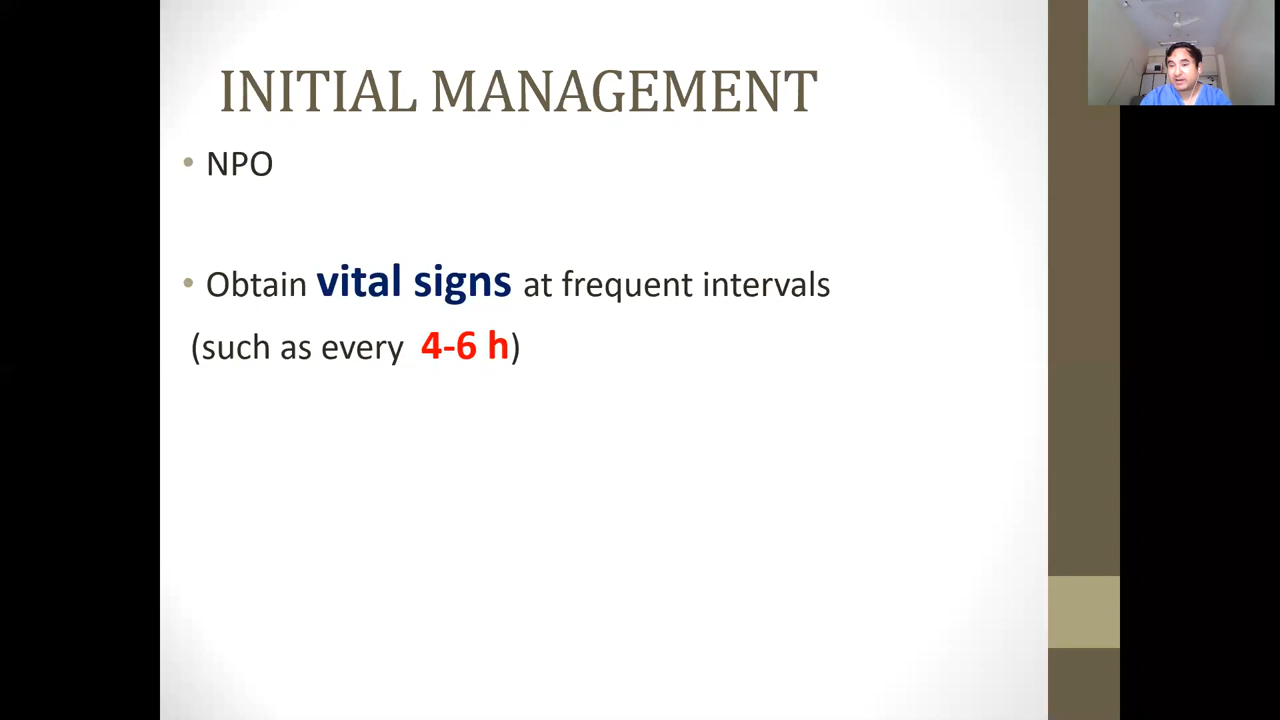 INITIAL MANAGEMENT
• NPO
• Obtain vital signs at frequent intervals
(such as every 4-6 h)